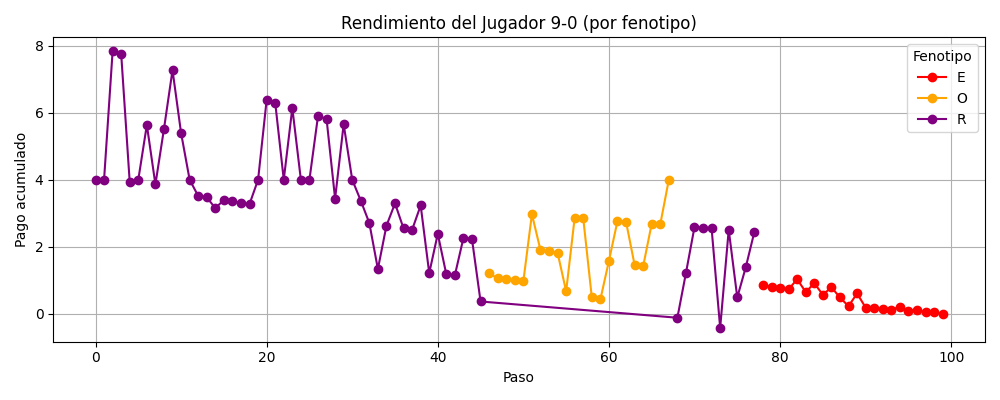 Rendimiento del Jugador 9-0 (por fenotipo)
Pago acumulado
8
6
4
2
0
0 20 40 60 80 100
Paso
Fenotipo
E
O
R